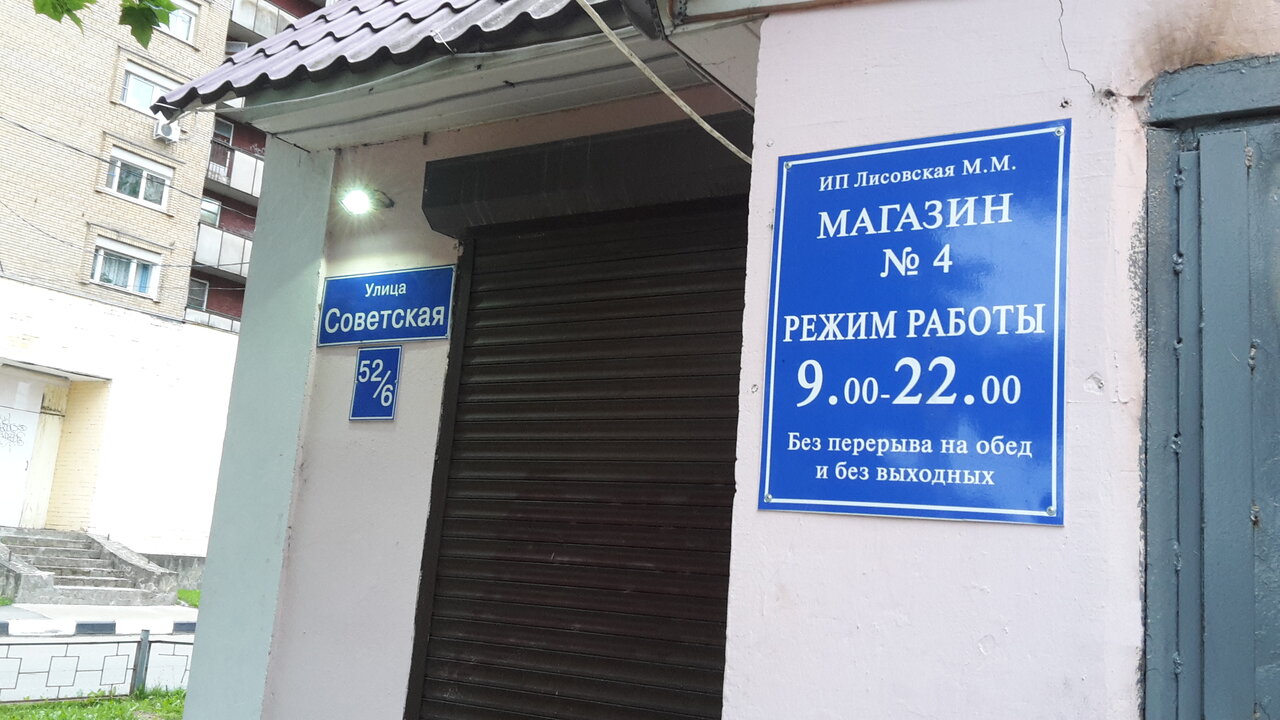 Улица
Советская
52/6
ИП Лисовская М.М.
МАГАЗИН
№ 4
РЕЖИМ РАБОТЫ
9.00-22.00
Без перерыва на обед
и без выходных